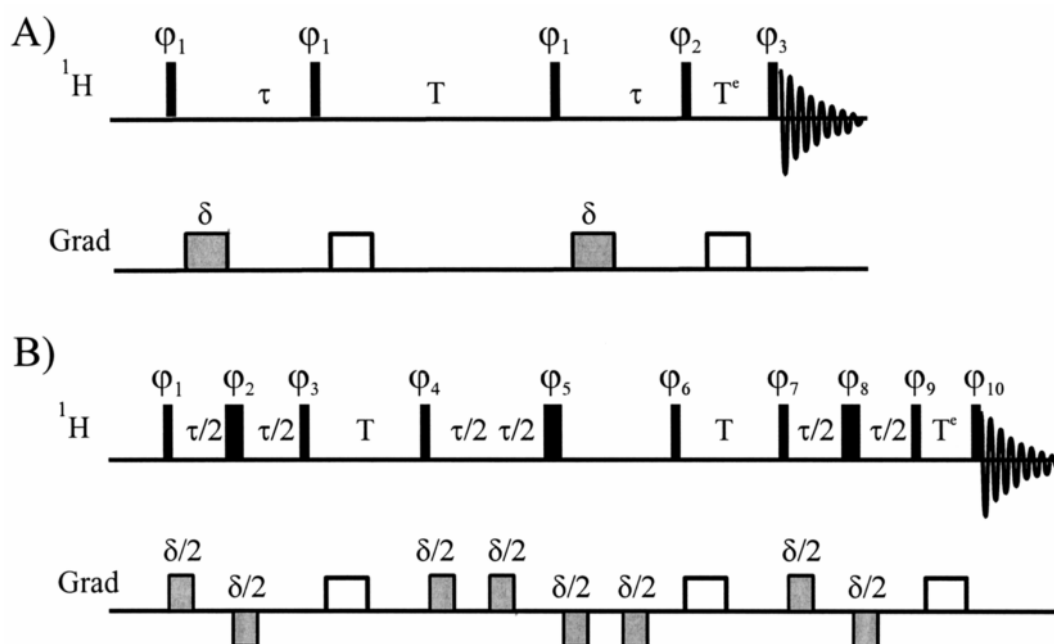 A)
φ1 φ1 φ1 φ2 φ3
1H τ T τ Te
δ δ
Grad
B)
φ1 φ2 φ3 φ4 φ5 φ6 φ7 φ8 φ9 φ10
1H τ/2 τ/2 T τ/2 τ/2 T τ/2 τ/2 Te
δ/2 δ/2 δ/2 δ/2
Grad δ/2 δ/2 δ/2 δ/2